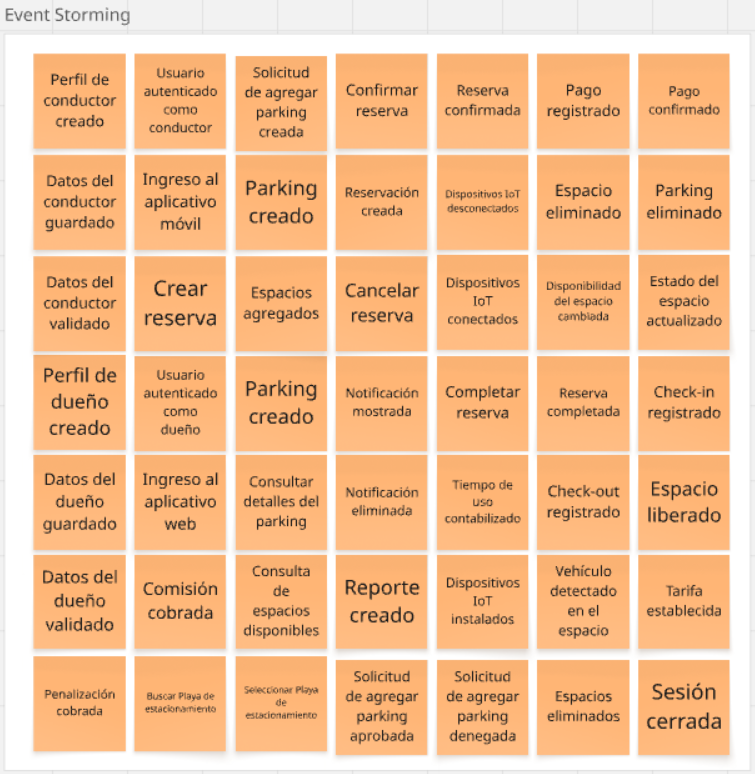 Event Storming
Perfil de
conductor
creado
Usuario
autenticado
como
conductor
Solicitud
de agregar
parking
creada
Confirmar
reserva
Reserva
confirmada
Pago
registrado
Pago
confirmado
Datos del
conductor
guardado
Ingreso al
aplicativo
móvil
Parking
creado
Reservación
creada
Dispositivos IoT
desconectados
Espacio
eliminado
Parking
eliminado
Datos del
conductor
validado
Crear
reserva
Espacios
agregados
Cancelar
reserva
Dispositivos
IoT
conectados
Disponibilidad
del espacio
cambiada
Estado del
espacio
actualizado
Perfil de
dueño
creado
Usuario
autenticado
como
dueño
Parking
creado
Notificación
mostrada
Completar
reserva
Reserva
completada
Check-in
registrado
Datos del
dueño
guardado
Ingreso al
aplicativo
web
Consultar
detalles del
parking
Notificación
eliminada
Tiempo de
uso
contabilizado
Check-out
registrado
Espacio
liberado
Datos del
dueño
validado
Comisión
cobrada
Consulta
de
espacios
disponibles
Reporte
creado
Dispositivos
IoT
instalados
Vehículo
detectado
en el
espacio
Tarifa
establecida
Penalización
cobrada
Buscar Playa de
estacionamiento
Seleccionar Playa
de
estacionamiento
Solicitud
de agregar
parking
aprobada
Solicitud
de agregar
parking
denegada
Espacios
eliminados
Sesión
cerrada